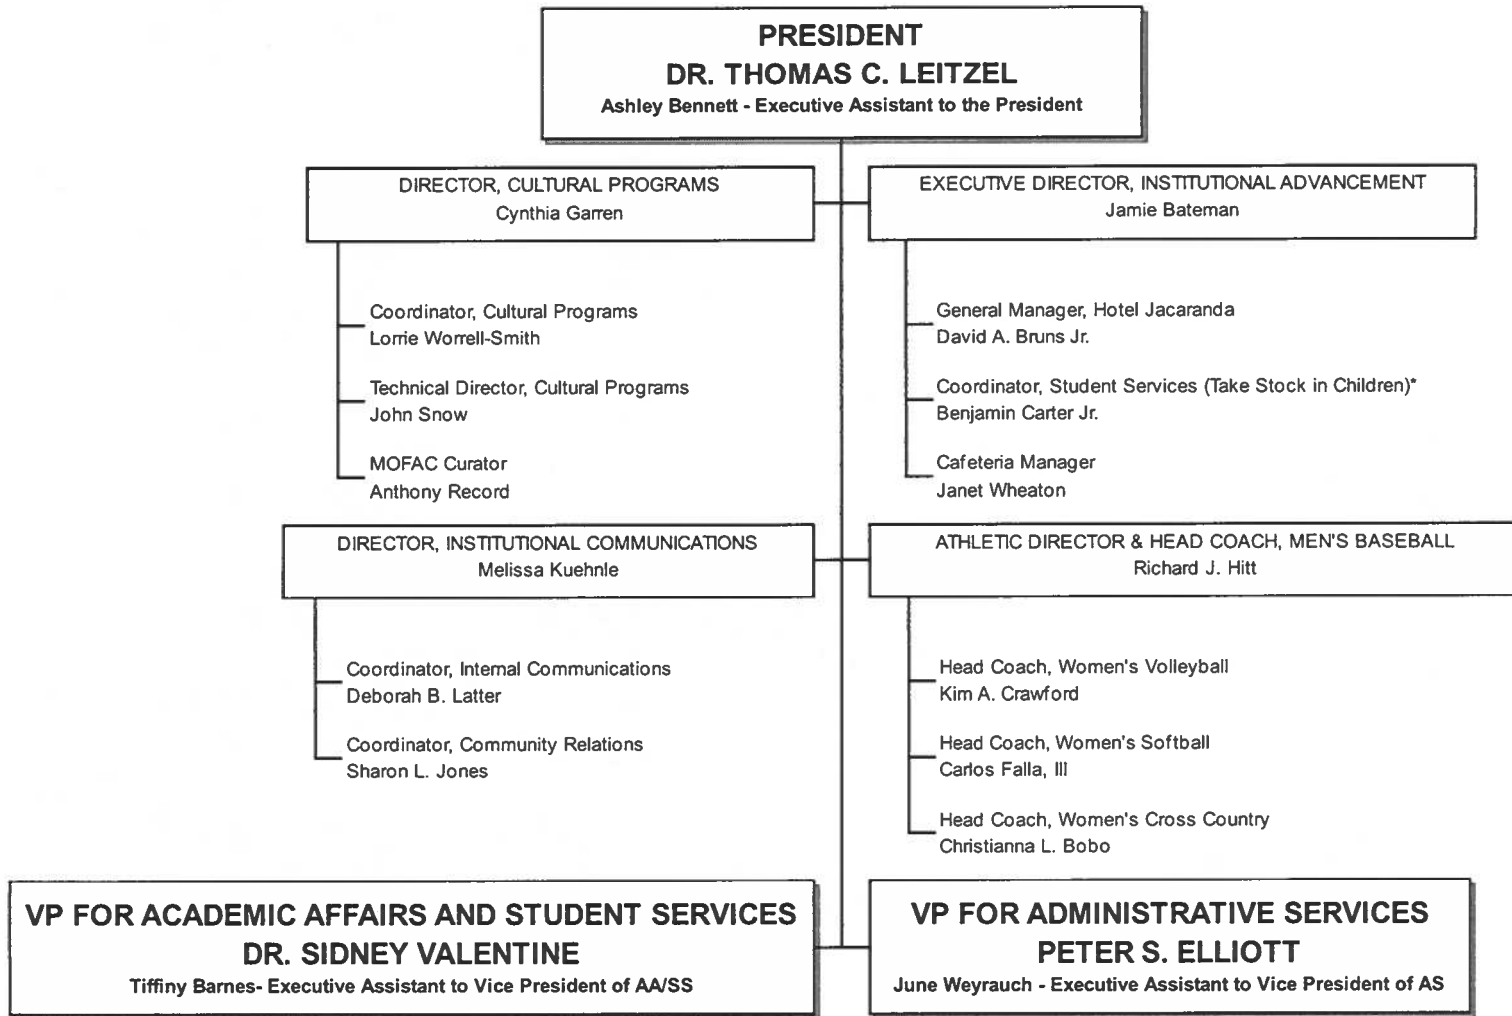 PRESIDENT
DR. THOMAS C. LEITZEL
Ashley Bennett - Executive Assistant to the President
DIRECTOR, CULTURAL PROGRAMS
Cynthia Garren
Coordinator, Cultural Programs
Lorrie Worrell-Smith
Technical Director, Cultural Programs
John Snow
MOFAC Curator
Anthony Record
EXECUTIVE DIRECTOR, INSTITUTIONAL ADVANCEMENT
Jamie Bateman
General Manager, Hotel Jacaranda
David A. Bruns Jr.
Coordinator, Student Services (Take Stock in Children)*
Benjamin Carter Jr.
Cafeteria Manager
Janet Wheaton
DIRECTOR, INSTITUTIONAL COMMUNICATIONS
Melissa Kuehnle
Coordinator, Internal Communications
Deborah B. Latter
Coordinator, Community Relations
Sharon L. Jones
ATHLETIC DIRECTOR & HEAD COACH, MEN'S BASEBALL
Richard J. Hitt
Head Coach, Women's Volleyball
Kim A. Crawford
Head Coach, Women's Softball
Carlos Falla, III
Head Coach, Women's Cross Country
Christianna L. Bobo
VP FOR ACADEMIC AFFAIRS AND STUDENT SERVICES
DR. SIDNEY VALENTINE
Tiffiny Barnes- Executive Assistant to Vice President of AA/SS
VP FOR ADMINISTRATIVE SERVICES
PETER S. ELLIOTT
June Weyrauch - Executive Assistant to Vice President of AS